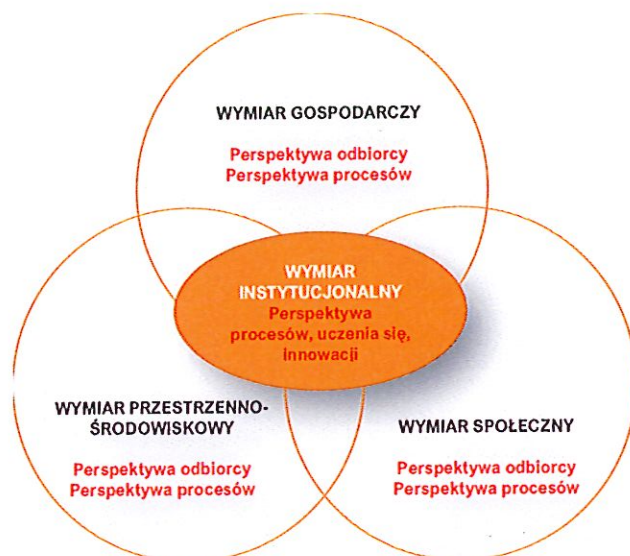 WYMIAR GOSPODARCZY
Perspektywa odbiorcy
Perspektywa procesów
WYMIAR
INSTYTUCJONALNY
Perspektywa
procesów, uczenia się,
innowacji
WYMIAR PRZESTRZENNO-
ŚRODOWISKOWY
Perspektywa odbiorcy
Perspektywa procesów
WYMIAR SPOŁECZNY
Perspektywa odbiorcy
Perspektywa procesów